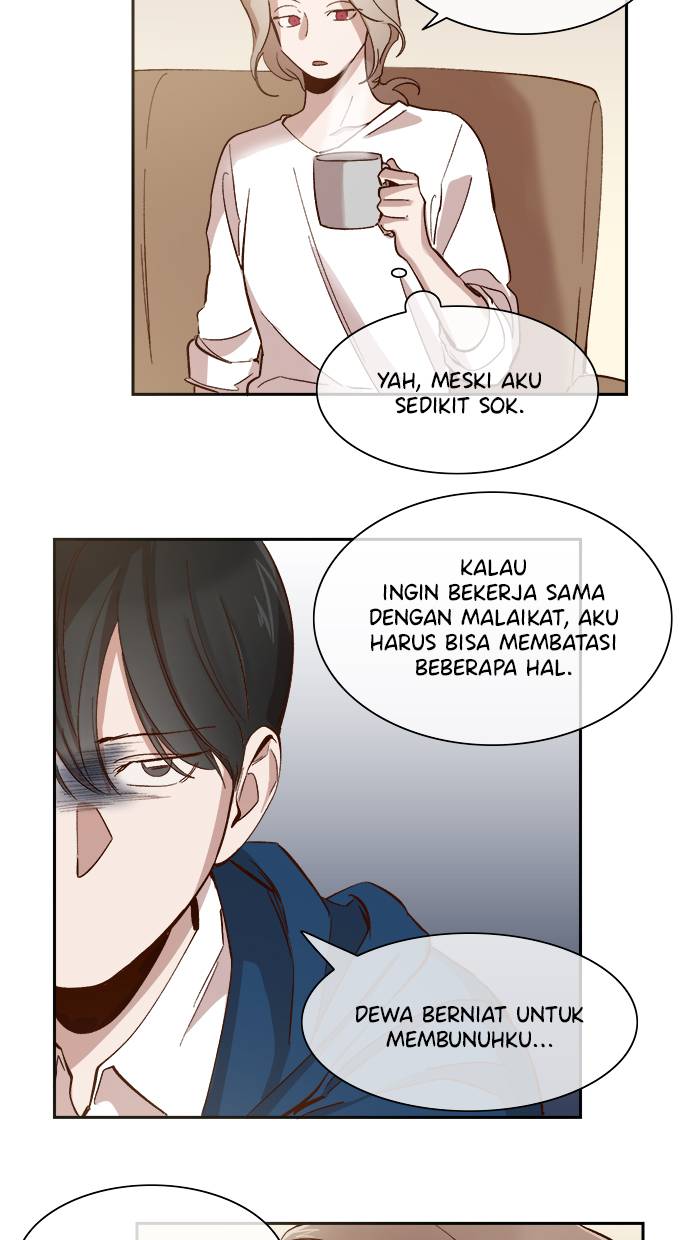 YAH, MESKI AKU
SEDIKIT SOK.
KALAU
INGIN BEKERJA SAMA
DENGAN MALAIKAT, AKU
HARUS BISA MEMBATASI
BEBERAPA HAL.
DEWA BERNIAT UNTUK
MEMBUNUHKU...